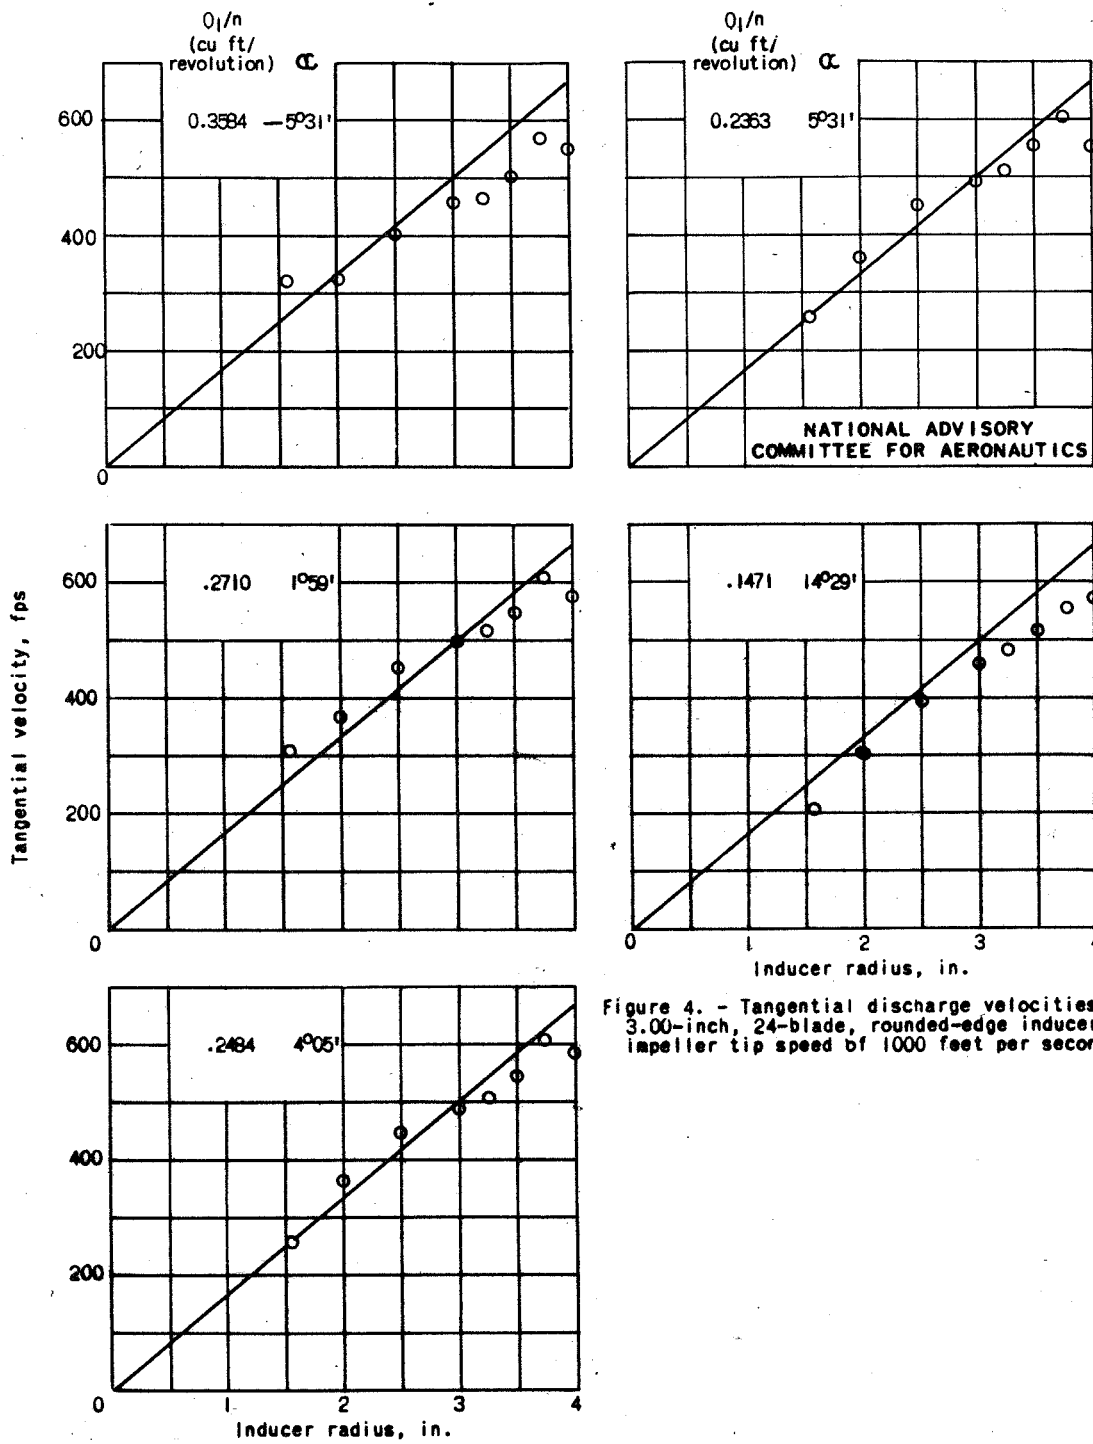 Q₁/n
(cu ft/
revolution) α
0.3584 —5°31'
600
400
200
0
Q₁/n
(cu ft/
revolution) α
0.2363 5°31'
NATIONAL ADVISORY
COMMITTEE FOR AERONAUTICS
Tangential velocity, fps
.2710 1°59'
600
400
200
0
.1471 14°29'
0 1 2 3
Inducer radius, in.
.2484 4°05'
600
400
200
0 1 2 3 4
Inducer radius, in.
Figure 4. - Tangential discharge velocities
3.00-inch, 24-blade, rounded-edge inducer
impeller tip speed of 1000 feet per secon